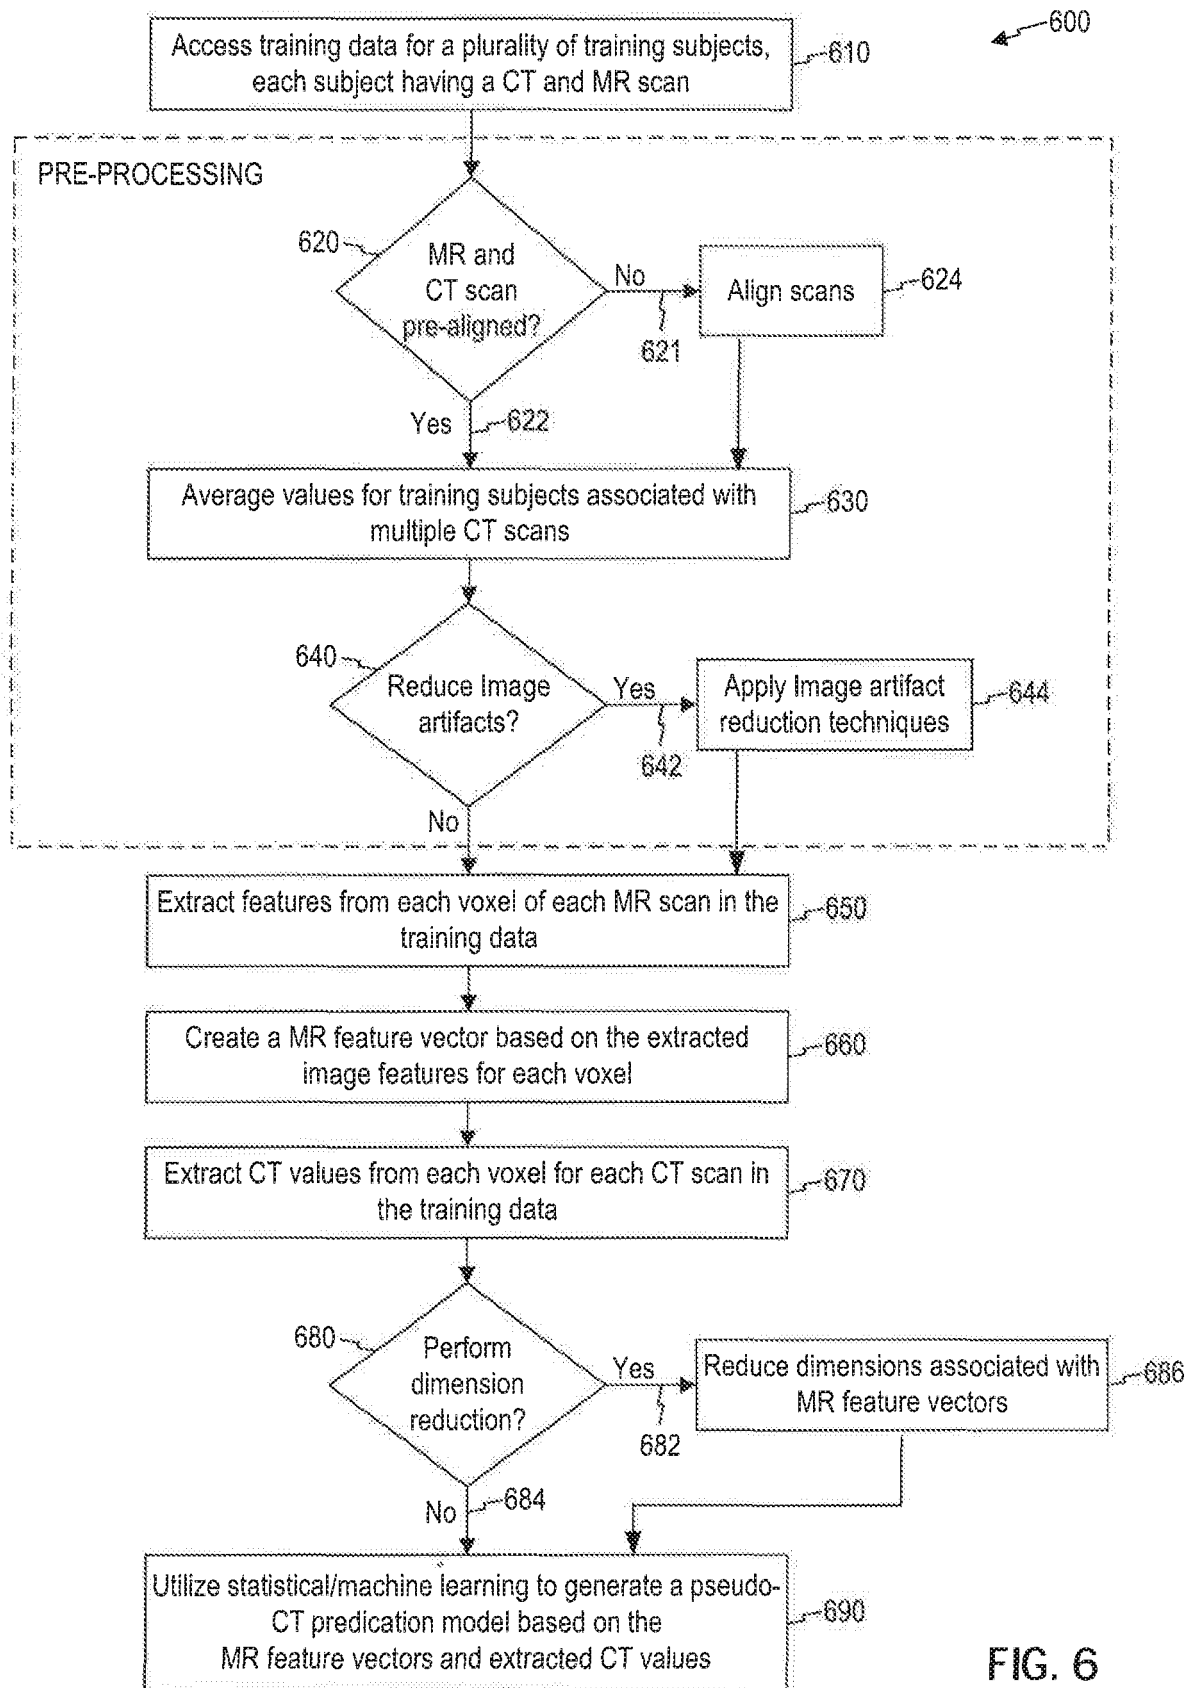 600
Access training data for a plurality of training subjects,
each subject having a CT and MR scan
610
PRE-PROCESSING
620
MR and
CT scan
pre-aligned?
No
621
Align scans
624
Yes
622
Average values for training subjects associated with
multiple CT scans
630
640
Reduce Image
artifacts?
Yes
642
Apply Image artifact
reduction techniques
644
No
Extract features from each voxel of each MR scan in the
training data
650
Create a MR feature vector based on the extracted
image features for each voxel
660
Extract CT values from each voxel for each CT scan in
the training data
670
680
Perform
dimension
reduction?
Yes
682
Reduce dimensions associated with
MR feature vectors
686
No
684
Utilize statistical/machine learning to generate a pseudo-
CT predication model based on the
MR feature vectors and extracted CT values
690
FIG. 6